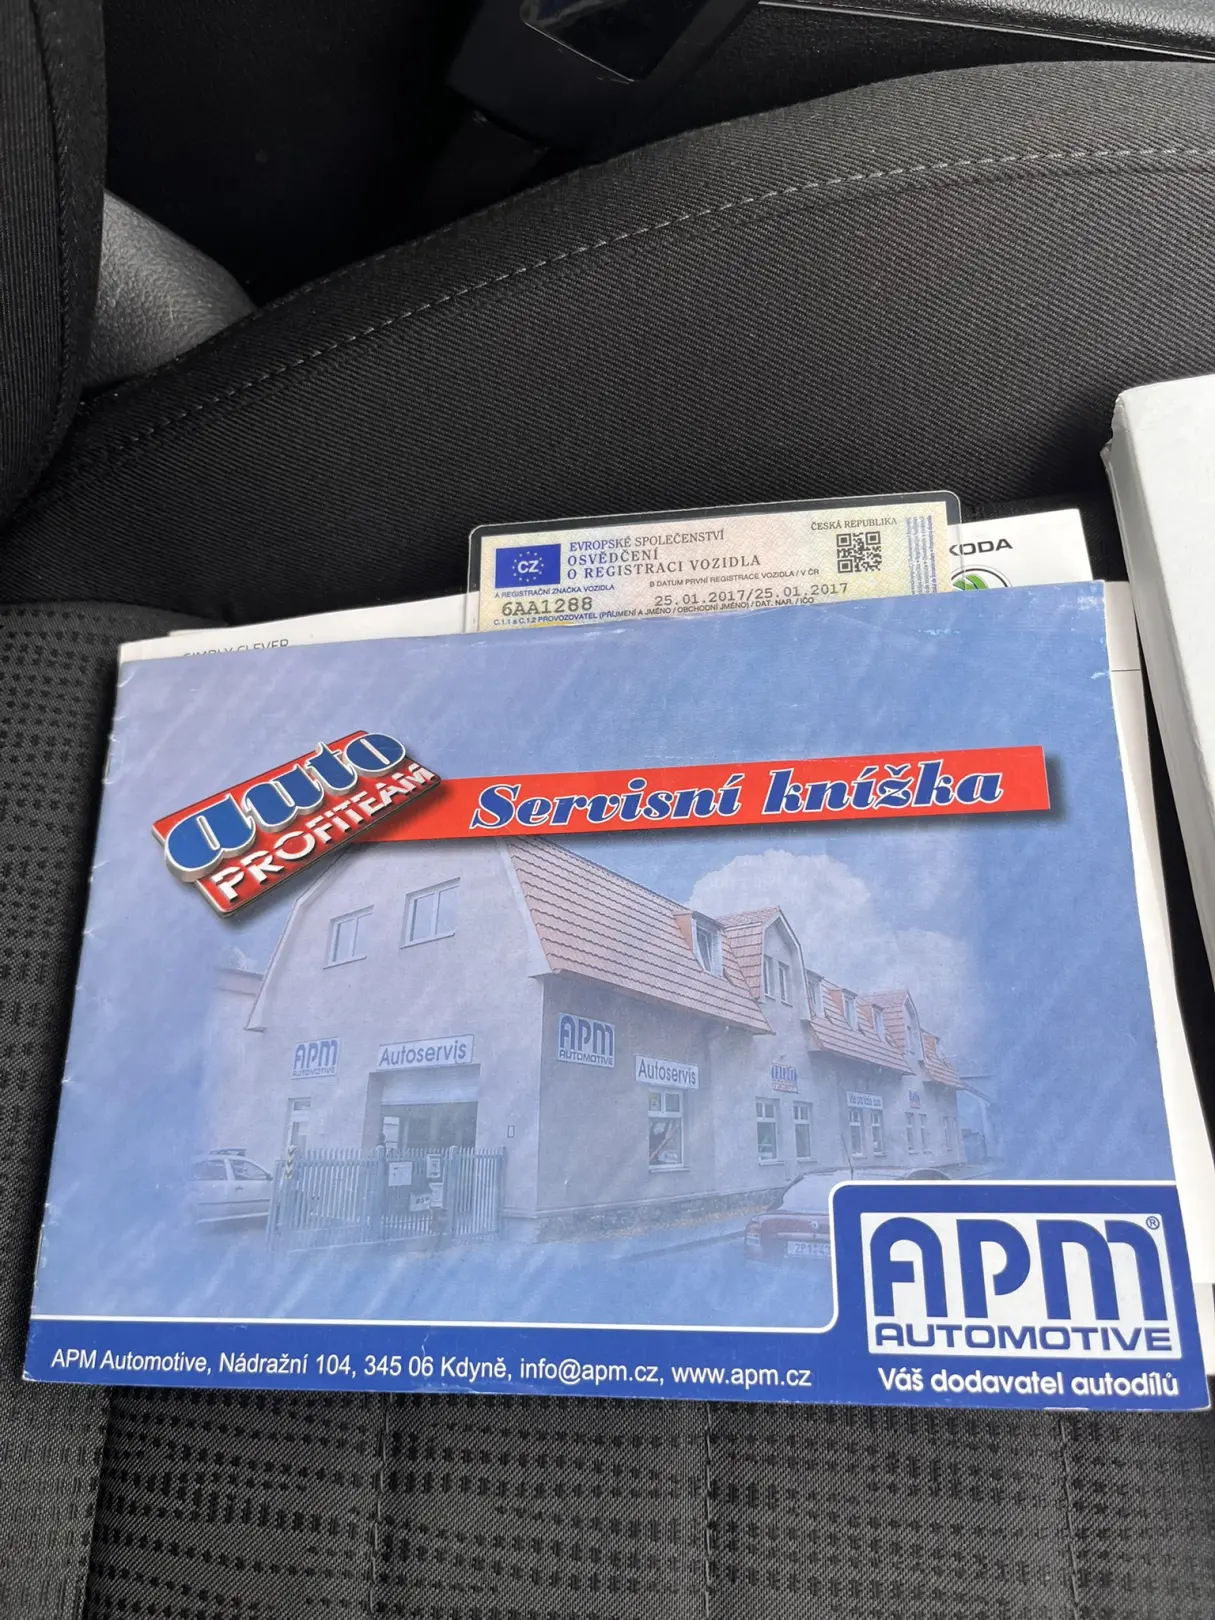 ČESKÁ REPUBLIKA
EVROPSKÉ SPOLEČENSTVÍ
OSVĚDČENÍ
O REGISTRACI VOZIDLA
CZ
B DATUM PRVNÍ REGISTRACE VOZIDLA / V ČR
A REGISTRAČNÍ ZNAČKA VOZIDLA
6AA1288
25.01.2017/25.01.2017
C.1.1 a C.1.2 PROVOZOVATEL (PŘÍJMENÍ A JMÉNO / OBCHODNÍ JMÉNO) / DAT. NAR. / IČO
KODA
SIMPLY CLEVER
auto
PROFITEAM
Servisní knížka
APM
AUTOMOTIVE
Autoservis
APM
AUTOMOTIVE
Autoservis
auto
APM®
AUTOMOTIVE
Váš dodavatel autodílů
APM Automotive, Nádražní 104, 345 06 Kdyně, info@apm.cz, www.apm.cz